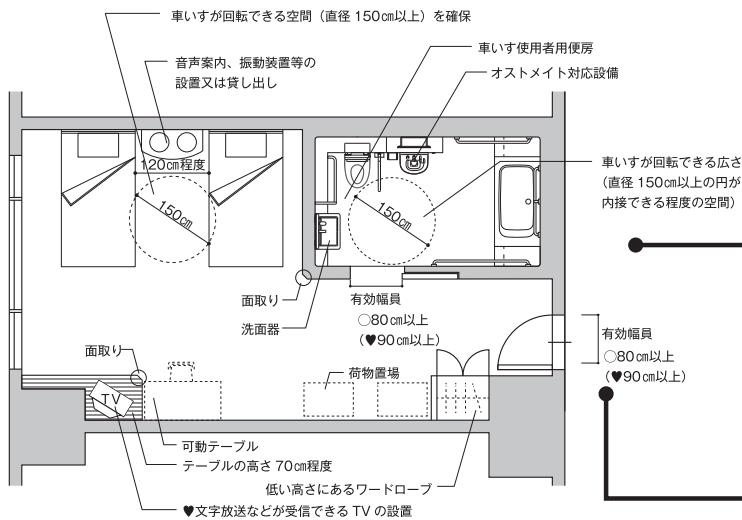 車いすが回転できる空間（直径 150㎝以上）を確保
音声案内、振動装置等の
設置又は貸し出し
車いす使用者用便房
オストメイト対応設備
120㎝程度
150㎝
150㎝
車いすが回転できる広さ
（直径 150㎝以上の円が
内接できる程度の空間）
面取り
洗面器
有効幅員
○80㎝以上
（♥90㎝以上）
有効幅員
○80㎝以上
（♥90㎝以上）
面取り
荷物置場
TV
可動テーブル
テーブルの高さ 70㎝程度
低い高さにあるワードローブ
♥文字放送などが受信できる TV の設置